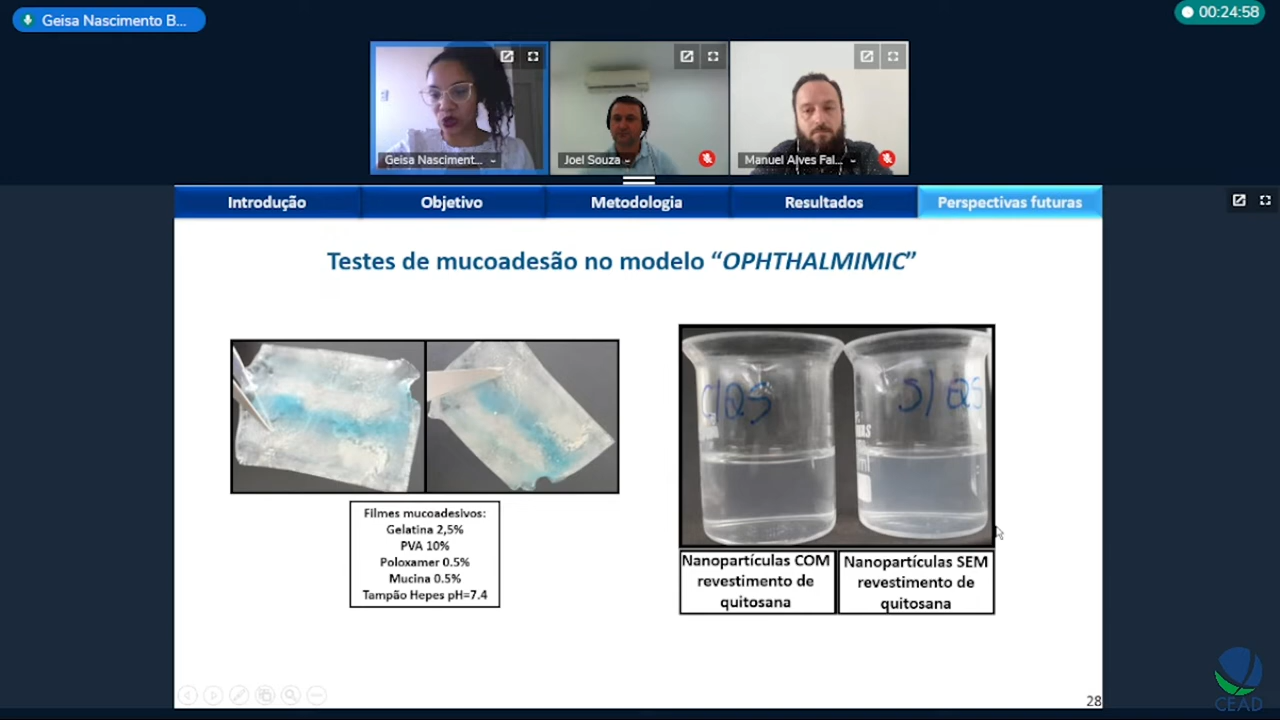 Geisa Nascimento B...
00:24:58
Geisa Nasciment...
Joel Souza
Manuel Alves Fal...
Introdução
Objetivo
Metodologia
Resultados
Perspectivas futuras
Testes de mucoadesão no modelo “OPHTHALMIMIC”
C/QS
S/ QS
Filmes mucoadesivos:
Gelatina 2,5%
PVA 10%
Poloxamer 0.5%
Mucina 0.5%
Tampão Hepes pH=7.4
Nanopartículas COM
revestimento de
quitosana
Nanopartículas SEM
revestimento de
quitosana
28
CEAD